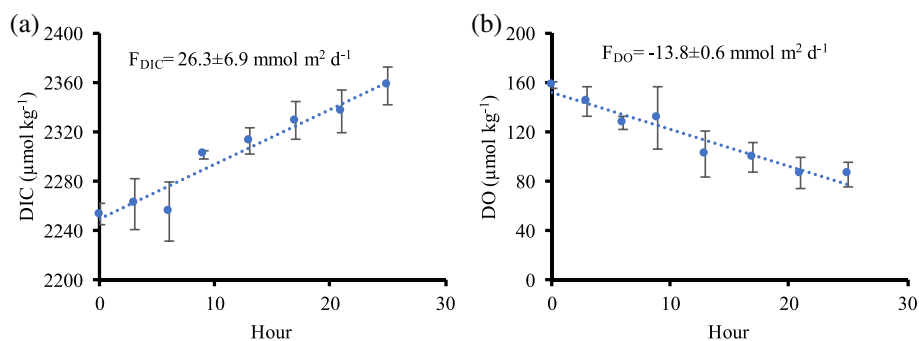 (a)
F_DIC= 26.3±6.9 mmol m² d⁻¹
DIC (µmol kg⁻¹)
2400
2360
2320
2280
2240
2200
0 10 20 30
Hour
(b)
F_DO= -13.8±0.6 mmol m² d⁻¹
DO (µmol kg⁻¹)
200
160
120
80
40
0
0 10 20 30
Hour